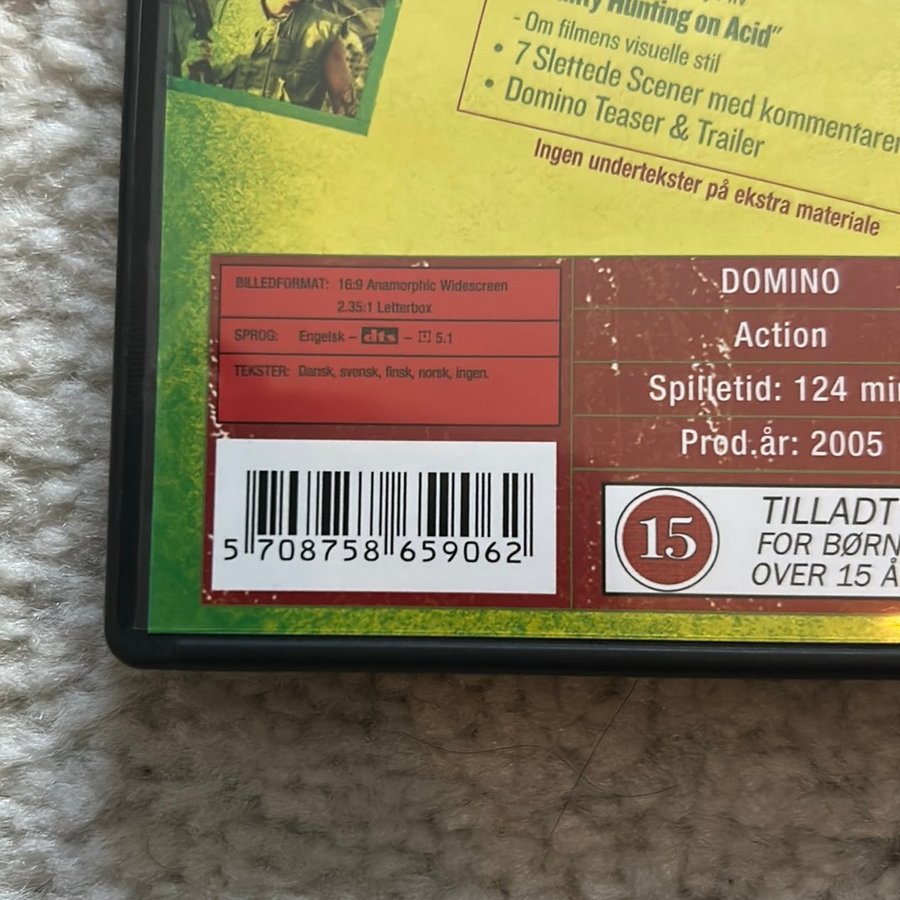 Hunting on Acid"
- Om filmens visuelle stil
• 7 Slettede Scener med kommentarer
• Domino Teaser & Trailer
Ingen undertekster på ekstra materiale
BILLEDFORMAT: 16:9 Anamorphic Widescreen
2.35:1 Letterbox
SPROG: Engelsk – dts – 5.1
TEKSTER: Dansk, svensk, finsk, norsk, ingen.
5 708758 659062
DOMINO
Action
Spilletid: 124 min
Prod.år: 2005
15
TILLADT
FOR BØRN
OVER 15 Å